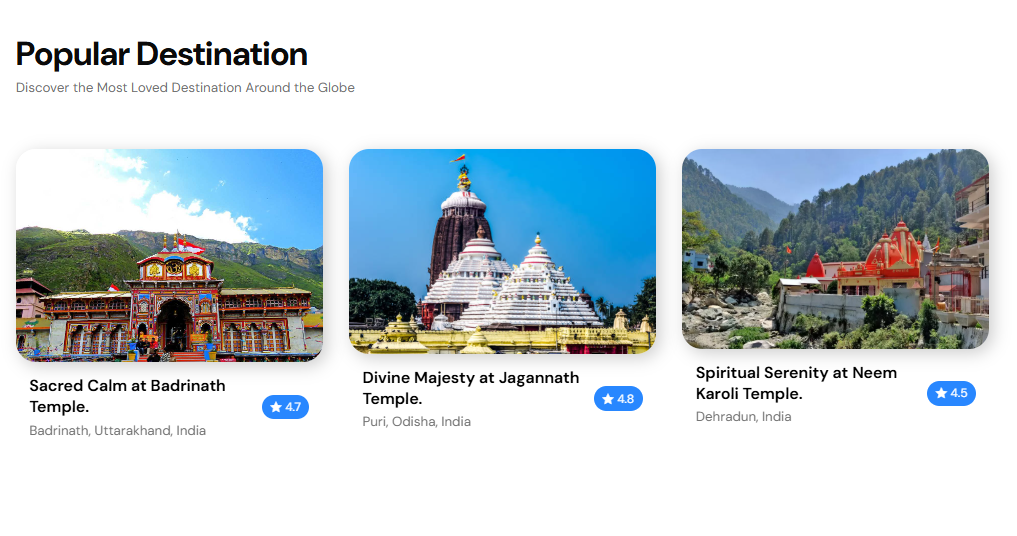 Popular Destination
Discover the Most Loved Destination Around the Globe
Sacred Calm at Badrinath
Temple.
4.7
Badrinath, Uttarakhand, India
Divine Majesty at Jagannath
Temple.
4.8
Puri, Odisha, India
Spiritual Serenity at Neem
Karoli Temple.
4.5
Dehradun, India